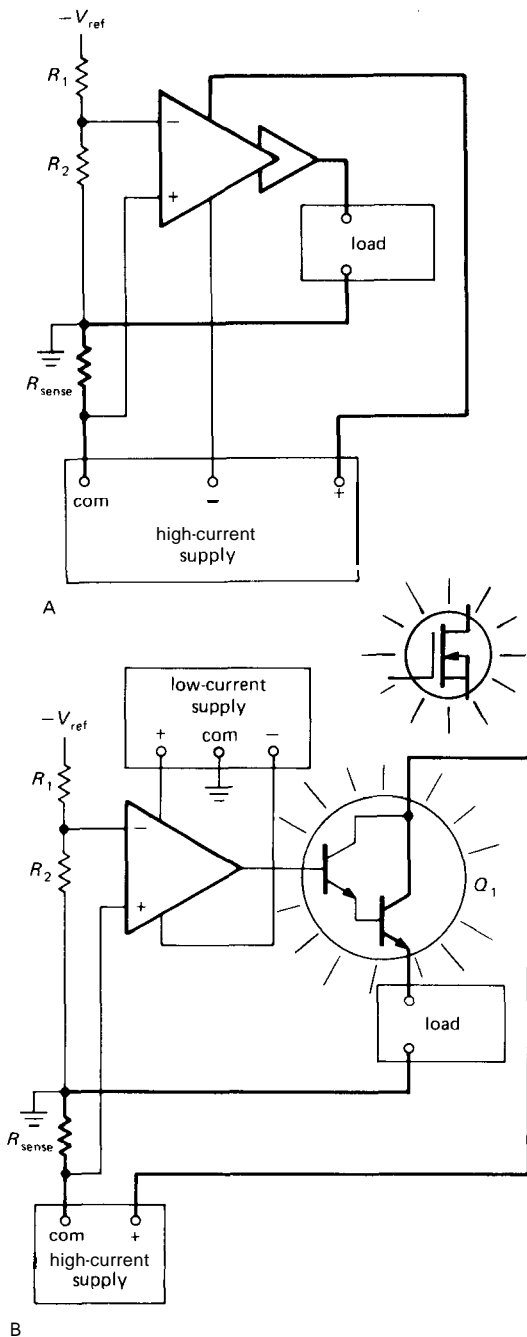 −V_ref
R_1
−
R_2
+
load
R_sense
com
−
+
high-current
supply
A
low-current
supply
−V_ref
+
com
−
R_1
−
R_2
Q_1
+
load
R_sense
com
+
high-current
supply
B